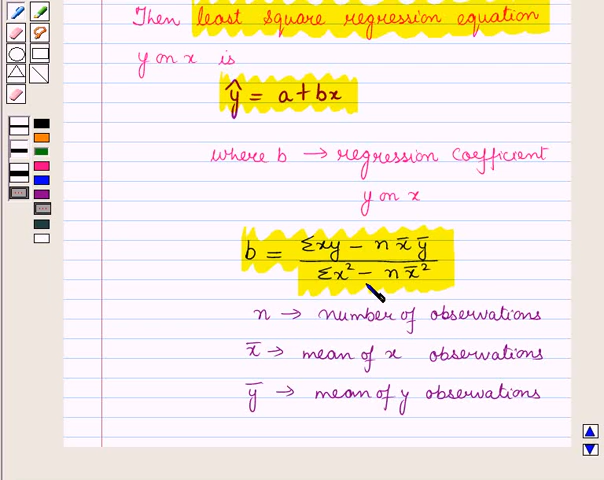 Then least square regression equation
y on x is
ŷ = a + bx
where b → regression coefficient
y on x
b = Σxy - n x̄ ȳ / Σx² - n x̄²
n → number of observations
x̄ → mean of x observations
ȳ → mean of y observations